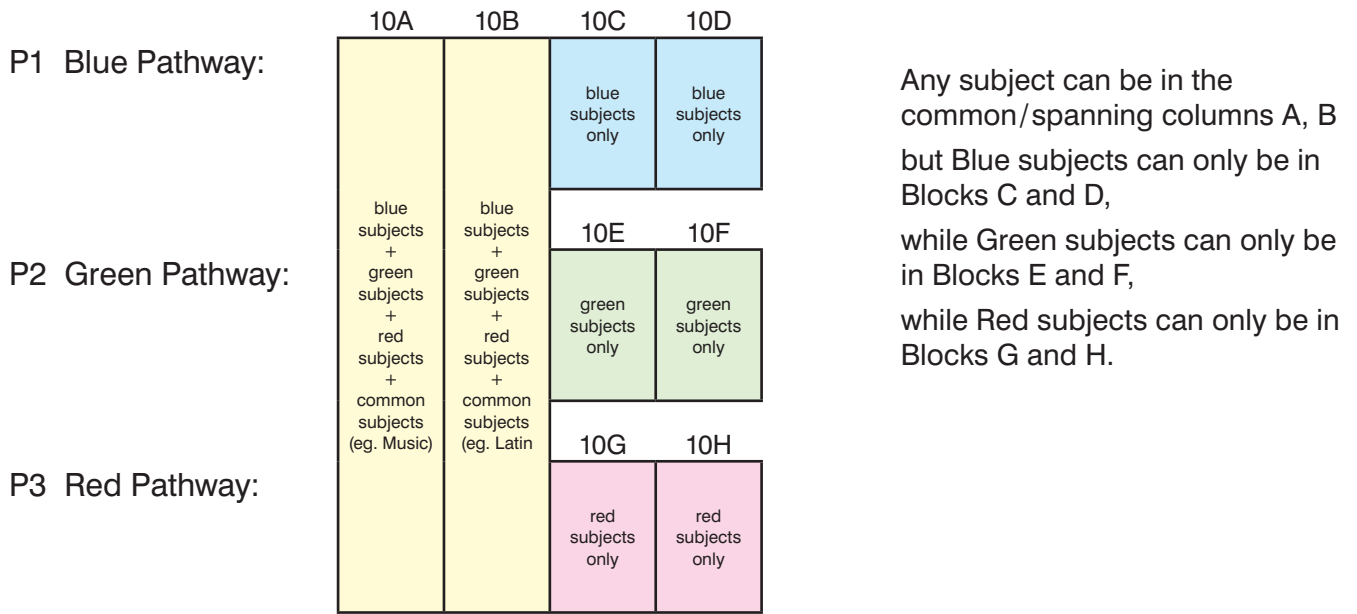 10A 10B 10C 10D
P1 Blue Pathway:
blue
subjects
only
blue
subjects
only
blue
subjects
+
green
subjects
+
red
subjects
+
common
subjects
(eg. Music)
blue
subjects
+
green
subjects
+
red
subjects
+
common
subjects
(eg. Latin
10E 10F
P2 Green Pathway:
green
subjects
only
green
subjects
only
10G 10H
P3 Red Pathway:
red
subjects
only
red
subjects
only
Any subject can be in the
common/spanning columns A, B
but Blue subjects can only be in
Blocks C and D,
while Green subjects can only be
in Blocks E and F,
while Red subjects can only be in
Blocks G and H.